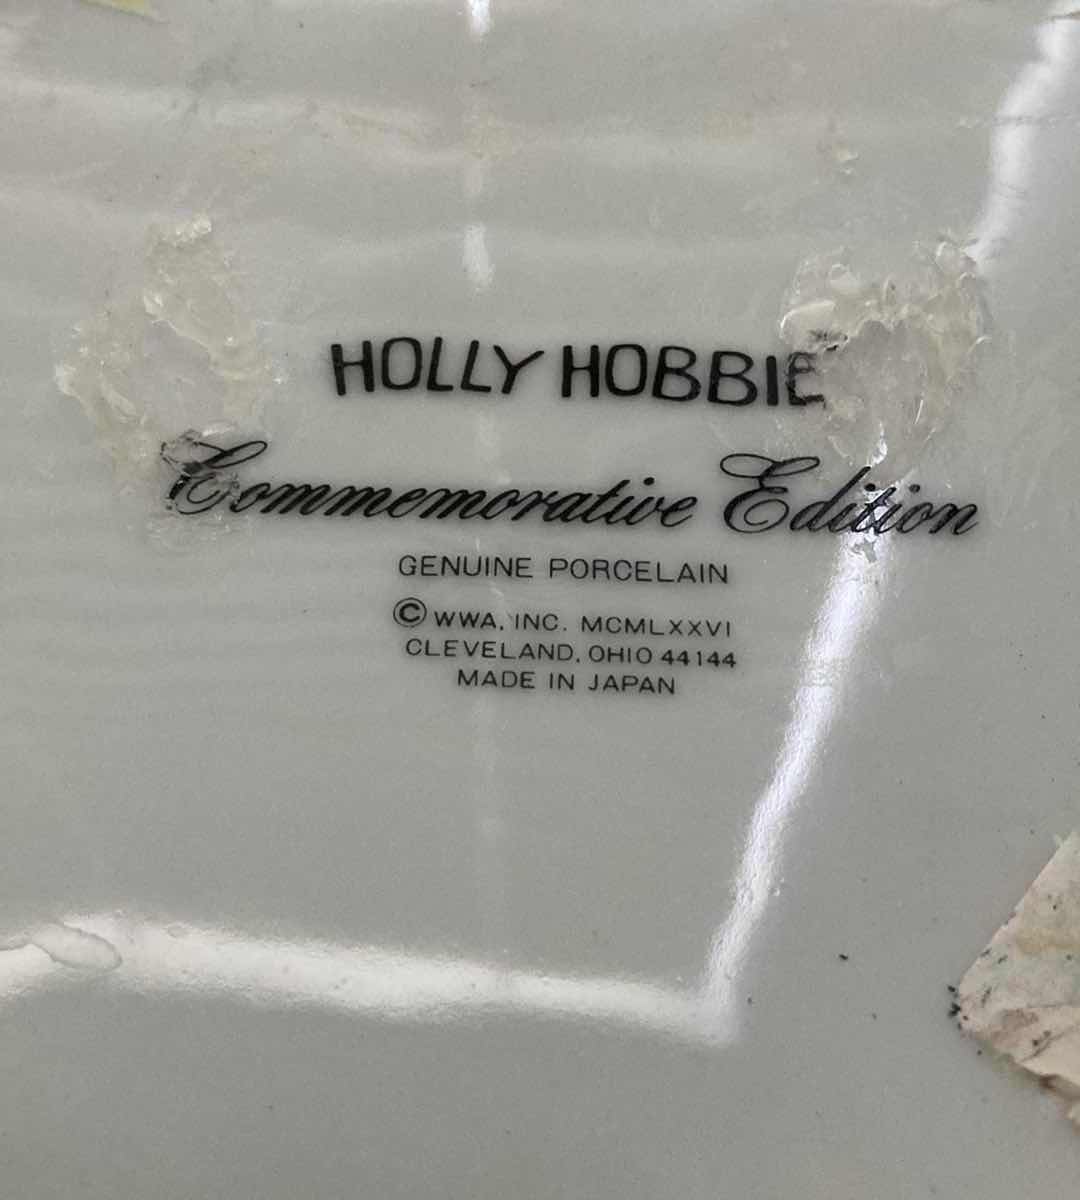 HOLLY HOBBIE
Commemorative Edition
GENUINE PORCELAIN
© WWA, INC. MCMLXXVI
CLEVELAND, OHIO 44144
MADE IN JAPAN